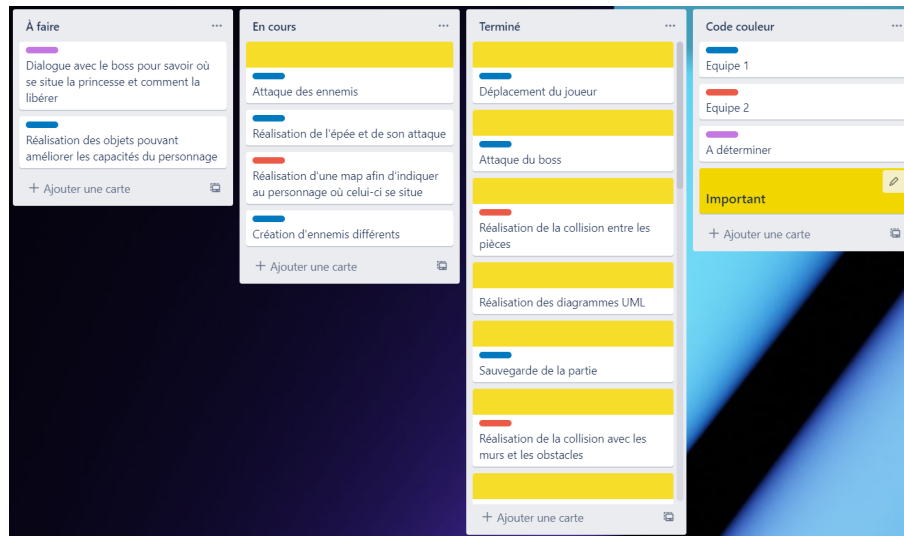 À faire
Dialogue avec le boss pour savoir où
se situe la princesse et comment la
libérer
Réalisation des objets pouvant
améliorer les capacités du personnage
+ Ajouter une carte
En cours
Attaque des ennemis
Réalisation de l'épée et de son attaque
Réalisation d'une map afin d'indiquer
au personnage où celui-ci se situe
Création d'ennemis différents
+ Ajouter une carte
Terminé
Déplacement du joueur
Attaque du boss
Réalisation de la collision entre les
pièces
Réalisation des diagrammes UML
Sauvegarde de la partie
Réalisation de la collision avec les
murs et les obstacles
+ Ajouter une carte
Code couleur
Equipe 1
Equipe 2
A déterminer
Important
+ Ajouter une carte